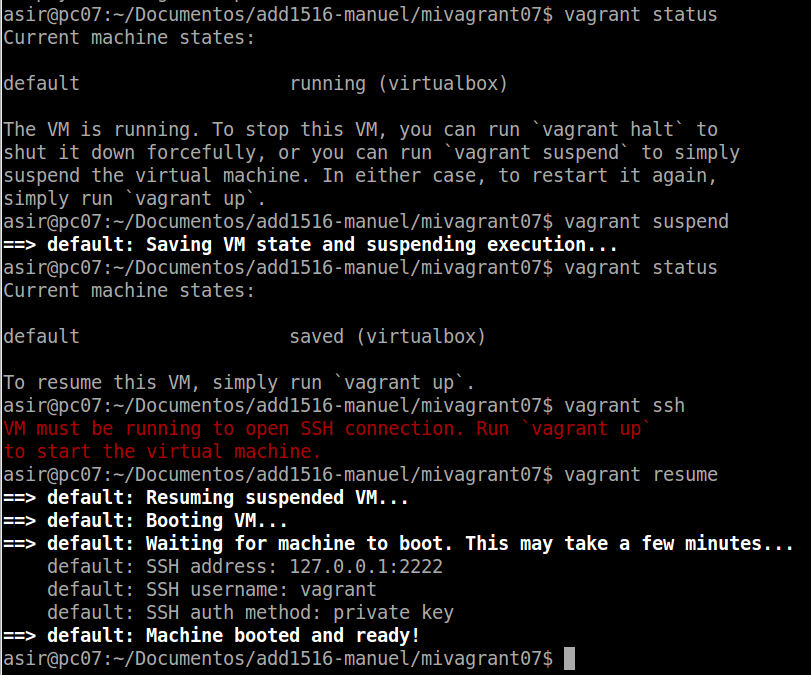 asir@pc07:~/Documentos/add1516-manuel/mivagrant07$ vagrant status
Current machine states:
default                   running (virtualbox)
The VM is running. To stop this VM, you can run `vagrant halt` to
shut it down forcefully, or you can run `vagrant suspend` to simply
suspend the virtual machine. In either case, to restart it again,
simply run `vagrant up`.
asir@pc07:~/Documentos/add1516-manuel/mivagrant07$ vagrant suspend
==> default: Saving VM state and suspending execution...
asir@pc07:~/Documentos/add1516-manuel/mivagrant07$ vagrant status
Current machine states:
default                   saved (virtualbox)
To resume this VM, simply run `vagrant up`.
asir@pc07:~/Documentos/add1516-manuel/mivagrant07$ vagrant ssh
VM must be running to open SSH connection. Run `vagrant up`
to start the virtual machine.
asir@pc07:~/Documentos/add1516-manuel/mivagrant07$ vagrant resume
==> default: Resuming suspended VM...
==> default: Booting VM...
==> default: Waiting for machine to boot. This may take a few minutes...
    default: SSH address: 127.0.0.1:2222
    default: SSH username: vagrant
    default: SSH auth method: private key
==> default: Machine booted and ready!
asir@pc07:~/Documentos/add1516-manuel/mivagrant07$